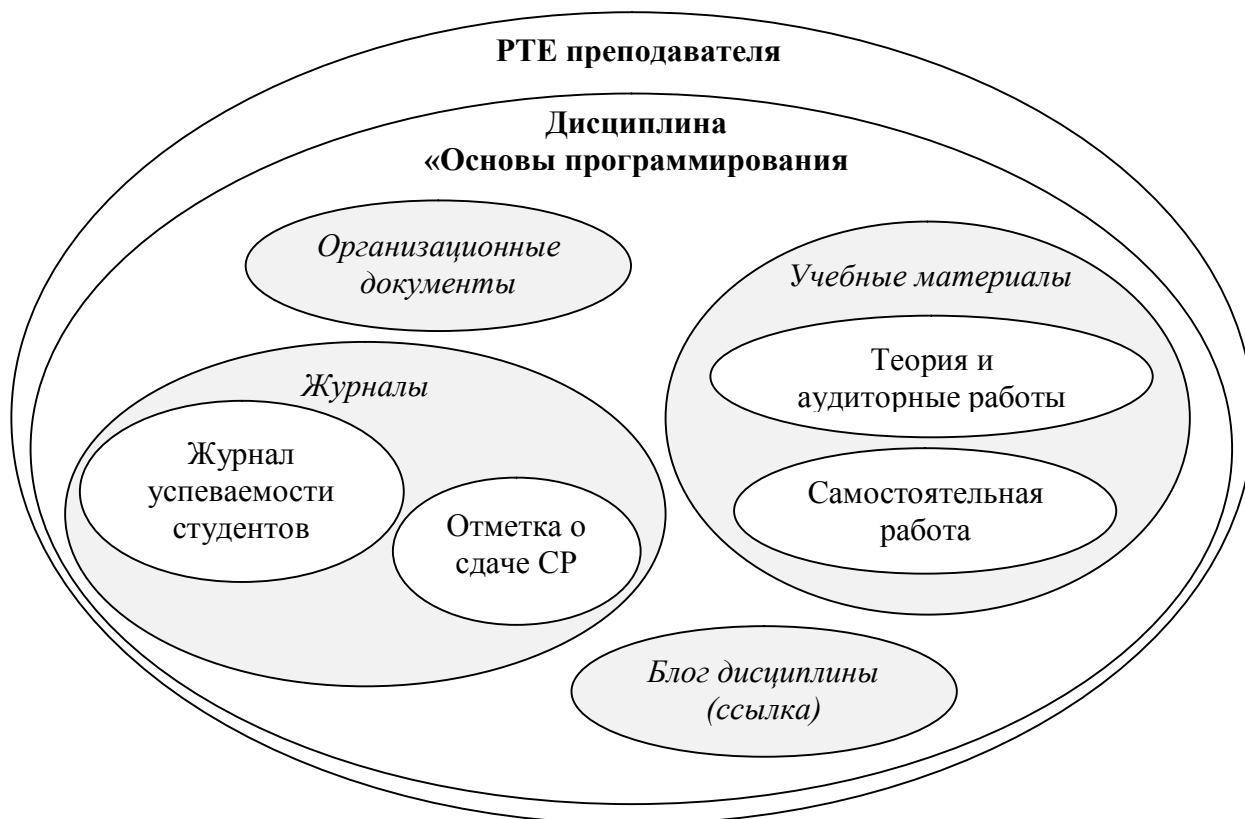 PTE преподавателя
Дисциплина
«Основы программирования
Организационные
документы
Учебные материалы
Теория и
аудиторные работы
Самостоятельная
работа
Журналы
Журнал
успеваемости
студентов
Отметка о
сдаче СР
Блог дисциплины
(ссылка)